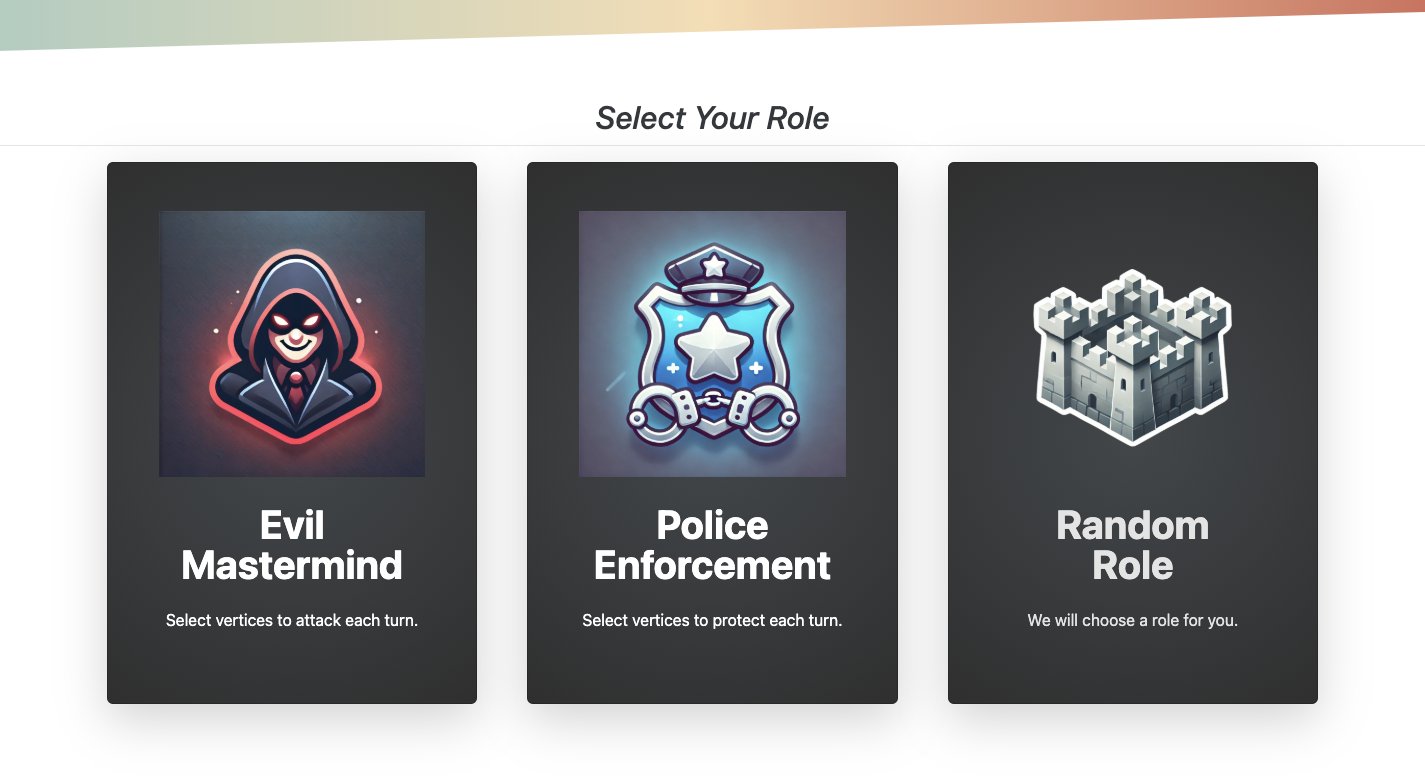 Select Your Role
Evil
Mastermind
Select vertices to attack each turn.
Police
Enforcement
Select vertices to protect each turn.
Random
Role
We will choose a role for you.